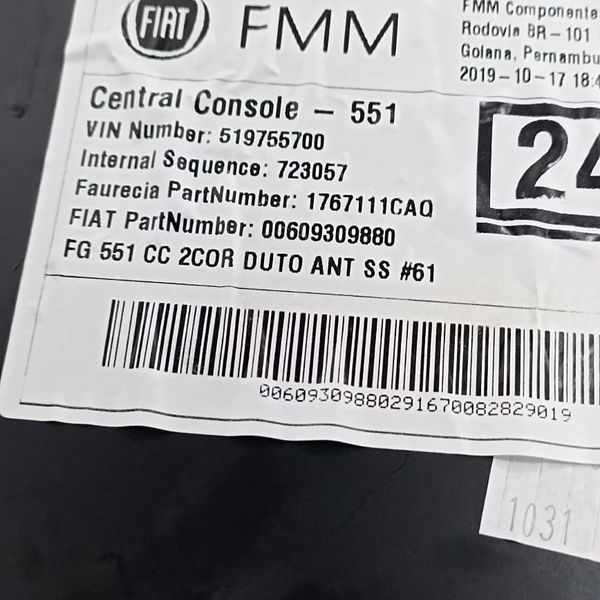 FIAT FMM
FMM Componente
Rodovia BR-101
Goiana, Pernambu
2019-10-17 18:4
Central Console - 551
VIN Number: 519755700
Internal Sequence: 723057
Faurecia PartNumber: 1767111CAQ
FIAT PartNumber: 00609309880
FG 551 CC 2COR DUTO ANT SS #61
24
00609309880291670082829019
1031